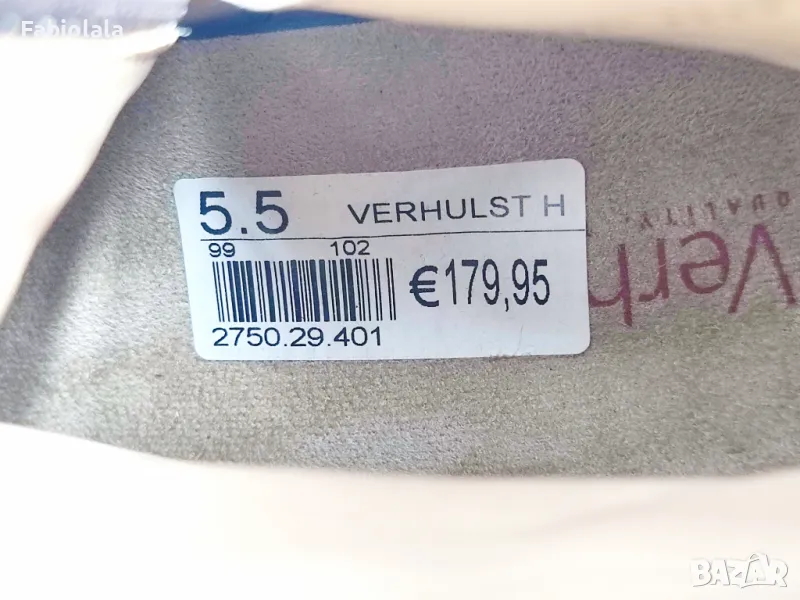 Fabiolala
5.5 VERHULST H
99 102
€179,95
2750.29.401
Verh
QUALITY.
BAZAR